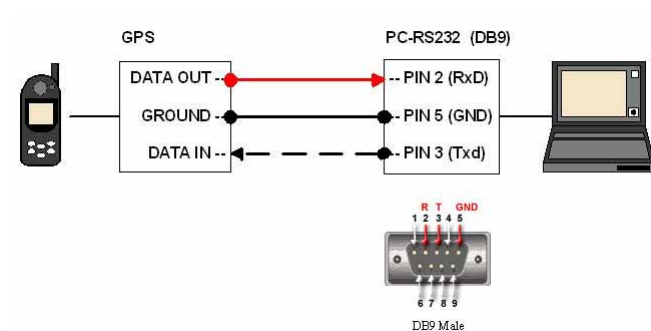 GPS
PC-RS232 (DB9)
DATA OUT --
-- PIN 2 (RxD)
GROUND --
-- PIN 5 (GND)
DATA IN --
-- PIN 3 (Txd)
R T GND
1 2 3 4 5
6 7 8 9
DB9 Male